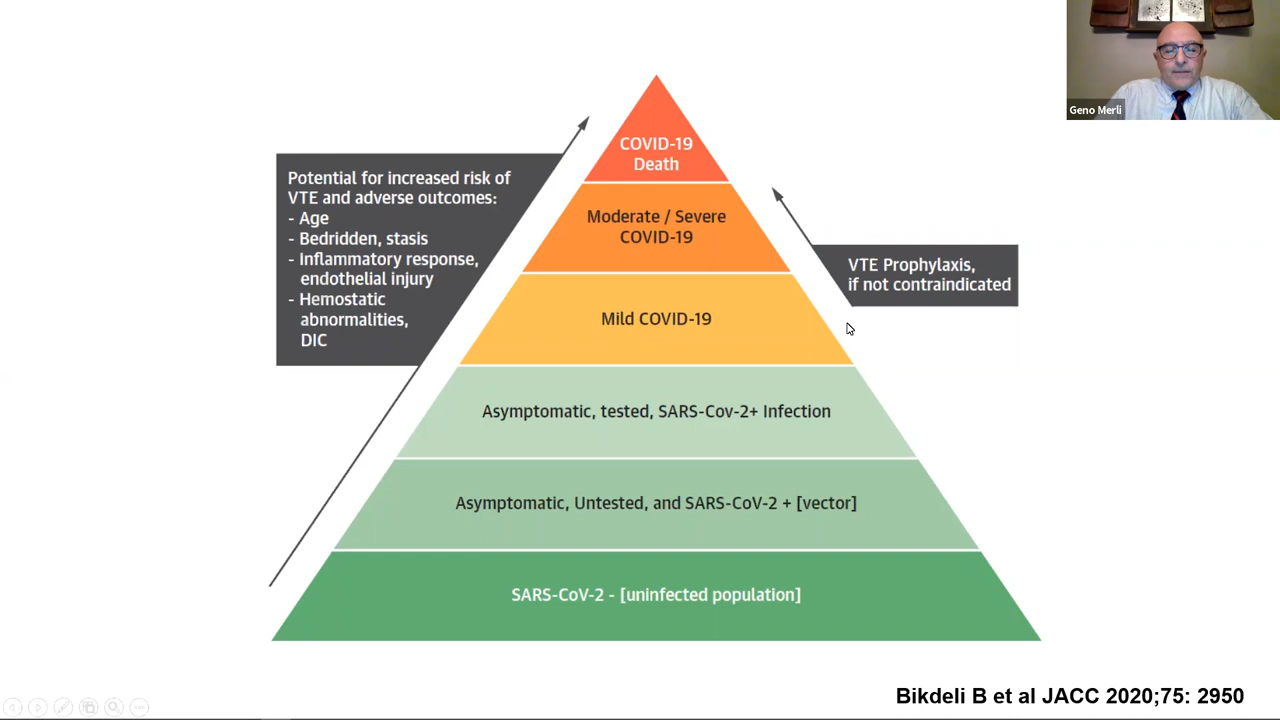 Geno Merli
COVID-19
Death
Potential for increased risk of
VTE and adverse outcomes:
- Age
- Bedridden, stasis
- Inflammatory response,
endothelial injury
- Hemostatic
abnormalities,
DIC
Moderate / Severe
COVID-19
VTE Prophylaxis,
if not contraindicated
Mild COVID-19
Asymptomatic, tested, SARS-Cov-2+ Infection
Asymptomatic, Untested, and SARS-CoV-2 + [vector]
SARS-CoV-2 - [uninfected population]
Bikdeli B et al JACC 2020;75: 2950